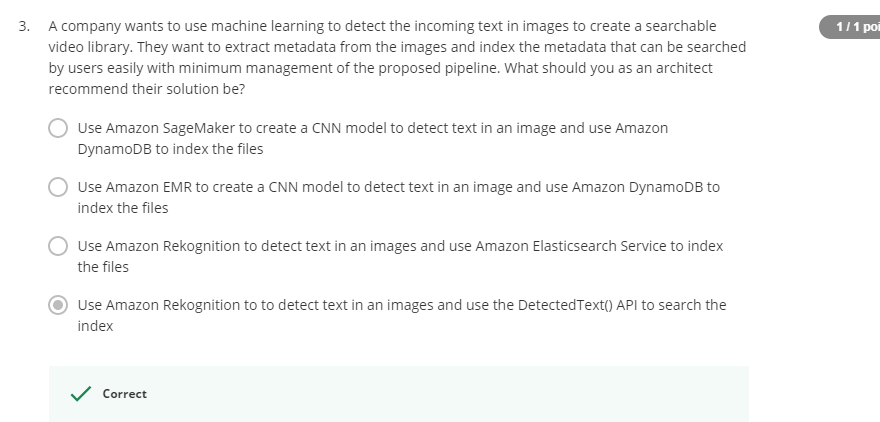 3. A company wants to use machine learning to detect the incoming text in images to create a searchable
1 / 1 poi
video library. They want to extract metadata from the images and index the metadata that can be searched
by users easily with minimum management of the proposed pipeline. What should you as an architect
recommend their solution be?
Use Amazon SageMaker to create a CNN model to detect text in an image and use Amazon
DynamoDB to index the files
Use Amazon EMR to create a CNN model to detect text in an image and use Amazon DynamoDB to
index the files
Use Amazon Rekognition to detect text in an images and use Amazon Elasticsearch Service to index
the files
Use Amazon Rekognition to to detect text in an images and use the DetectedText() API to search the
index
Correct